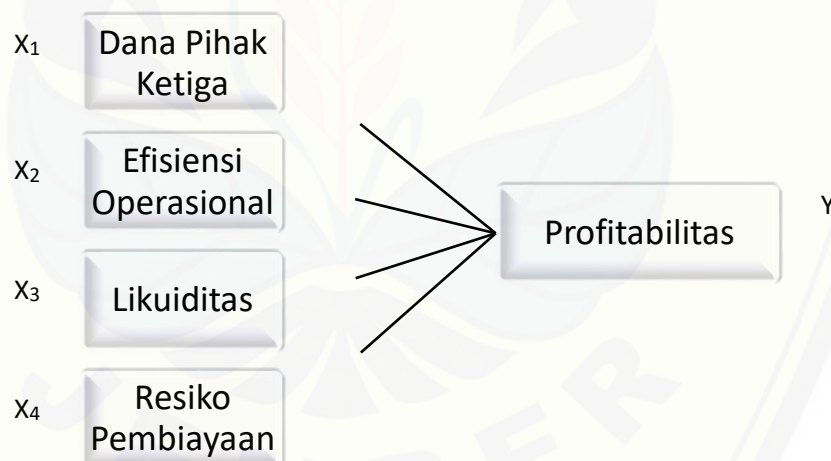 X1
Dana Pihak
Ketiga
X2
Efisiensi
Operasional
Y
Profitabilitas
X3
Likuiditas
X4
Resiko
Pembiayaan